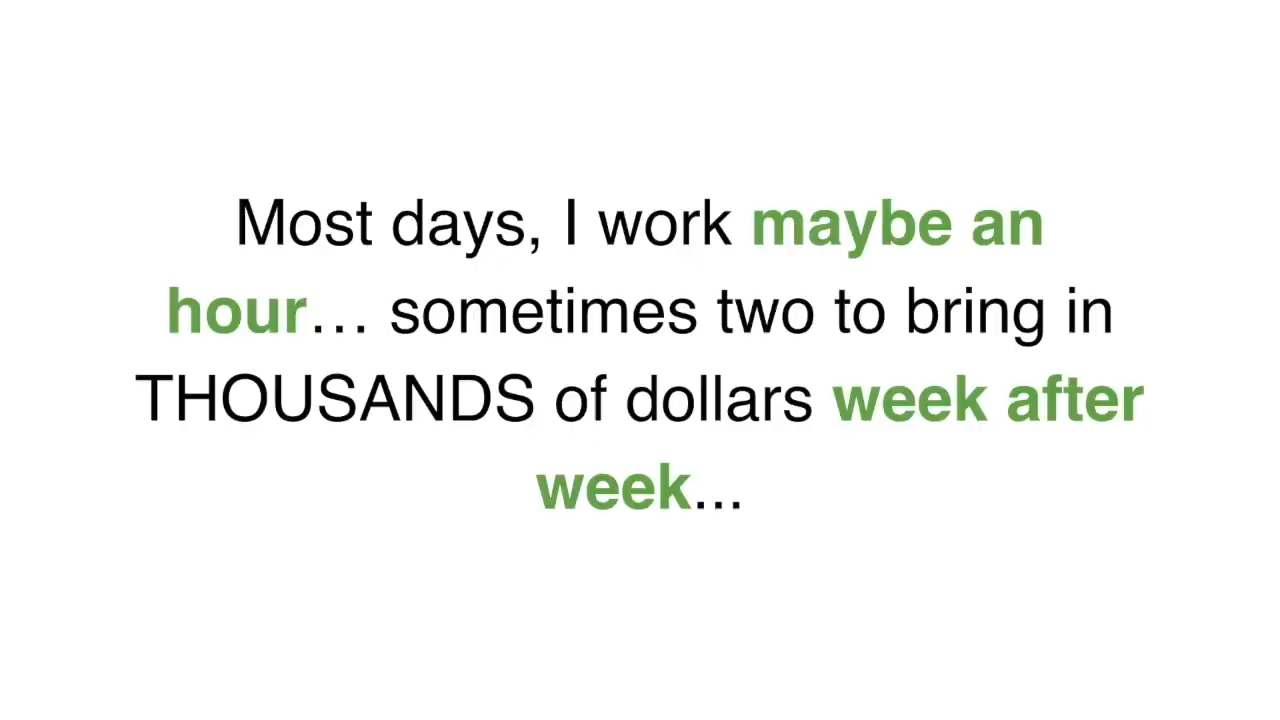 Most days, I work maybe an
hour… sometimes two to bring in
THOUSANDS of dollars week after
week...